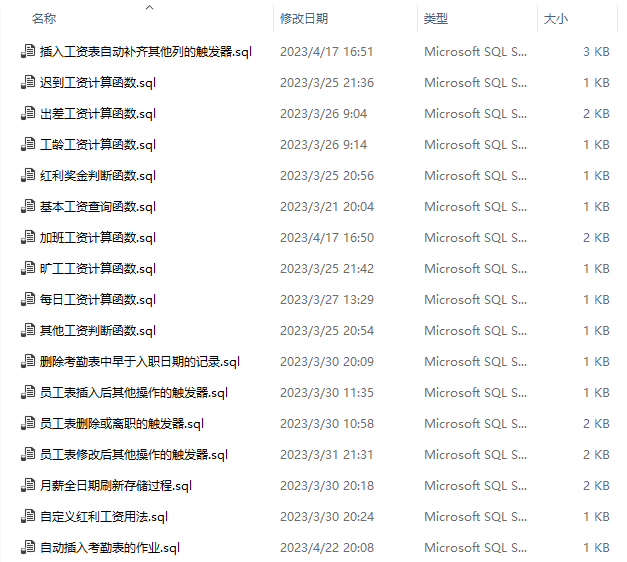 名称 修改日期 类型 大小
插入工资表自动补齐其他列的触发器.sql 2023/4/17 16:51 Microsoft SQL S... 3 KB
迟到工资计算函数.sql 2023/3/25 21:36 Microsoft SQL S... 1 KB
出差工资计算函数.sql 2023/3/26 9:04 Microsoft SQL S... 2 KB
工龄工资计算函数.sql 2023/3/26 9:14 Microsoft SQL S... 1 KB
红利奖金判断函数.sql 2023/3/25 20:56 Microsoft SQL S... 1 KB
基本工资查询函数.sql 2023/3/21 20:04 Microsoft SQL S... 1 KB
加班工资计算函数.sql 2023/4/17 16:50 Microsoft SQL S... 2 KB
旷工工资计算函数.sql 2023/3/25 21:42 Microsoft SQL S... 1 KB
每日工资计算函数.sql 2023/3/27 13:29 Microsoft SQL S... 1 KB
其他工资判断函数.sql 2023/3/25 20:54 Microsoft SQL S... 1 KB
删除考勤表中早于入职日期的记录.sql 2023/3/30 20:09 Microsoft SQL S... 1 KB
员工表插入后其他操作的触发器.sql 2023/3/30 11:35 Microsoft SQL S... 1 KB
员工表删除或离职的触发器.sql 2023/3/30 10:58 Microsoft SQL S... 2 KB
员工表修改后其他操作的触发器.sql 2023/3/31 21:31 Microsoft SQL S... 2 KB
月薪全日期刷新存储过程.sql 2023/3/30 20:18 Microsoft SQL S... 2 KB
自定义红利工资用法.sql 2023/3/30 20:24 Microsoft SQL S... 1 KB
自动插入考勤表的作业.sql 2023/4/22 20:08 Microsoft SQL S... 1 KB